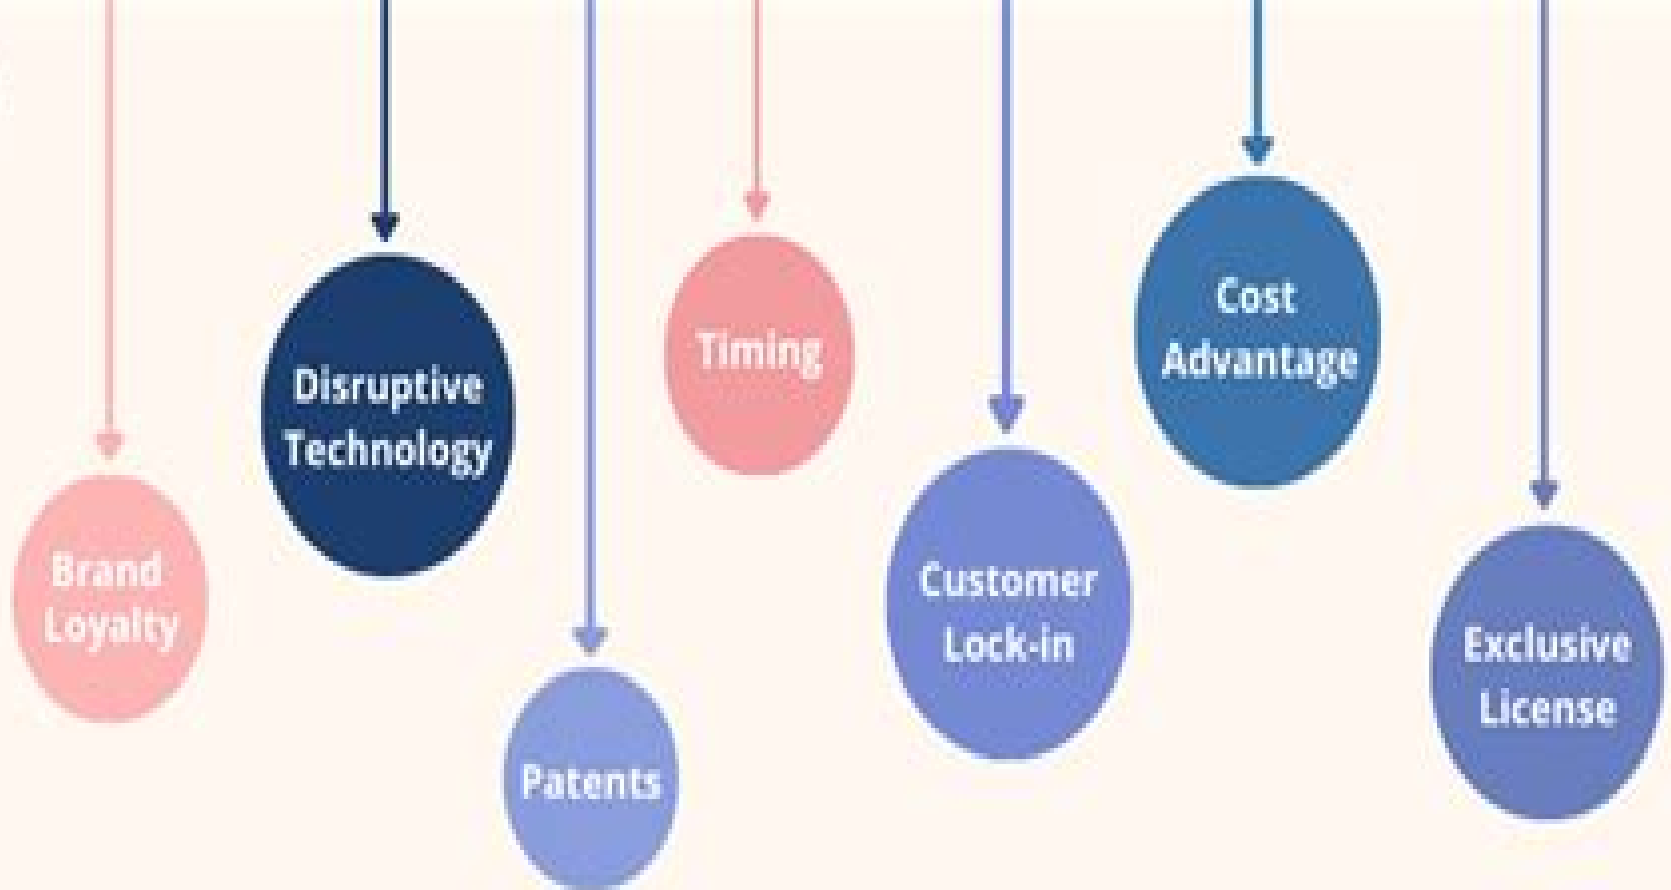 Brand
Loyalty
Disruptive
Technology
Patents
Timing
Customer
Lock-in
Cost
Advantage
Exclusive
License